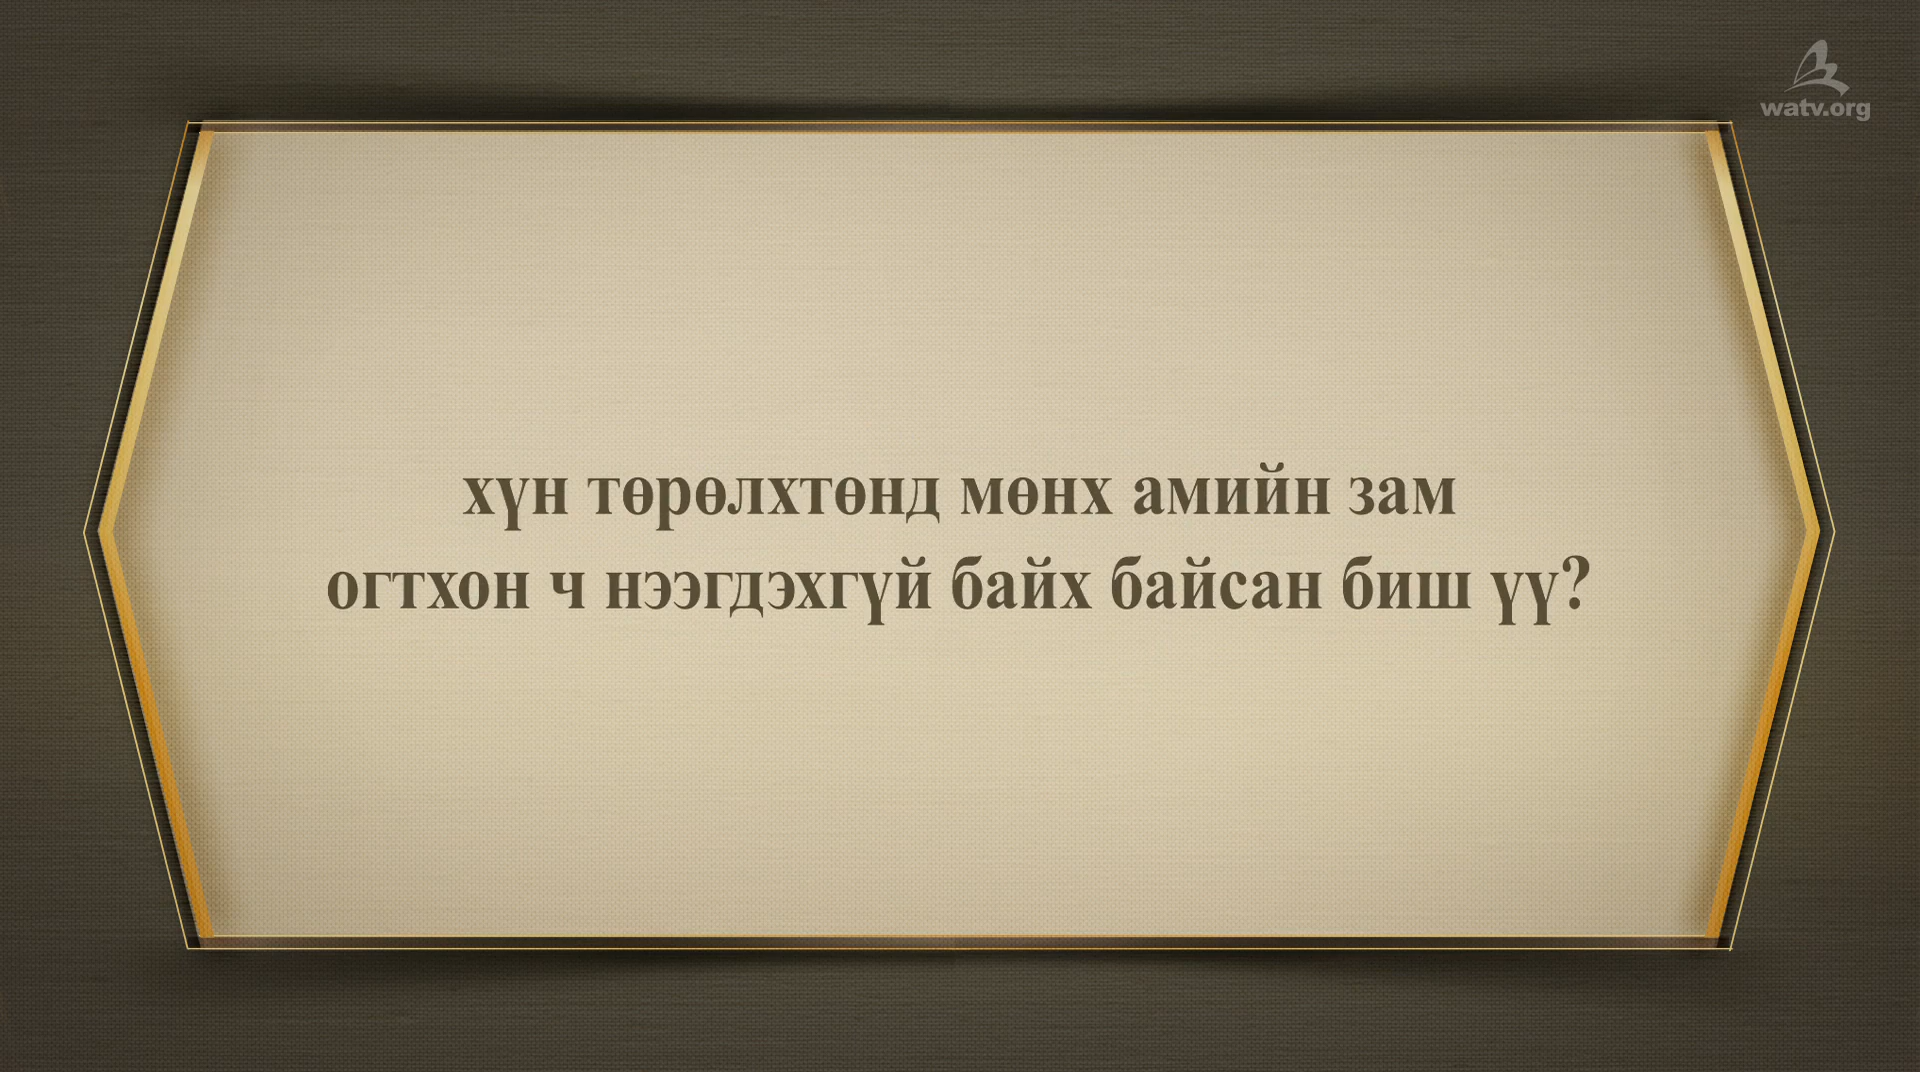 watv.org
хүн төрөлхтөнд мөнх амийн зам
огтхон ч нээгдэхгүй байх байсан биш үү?